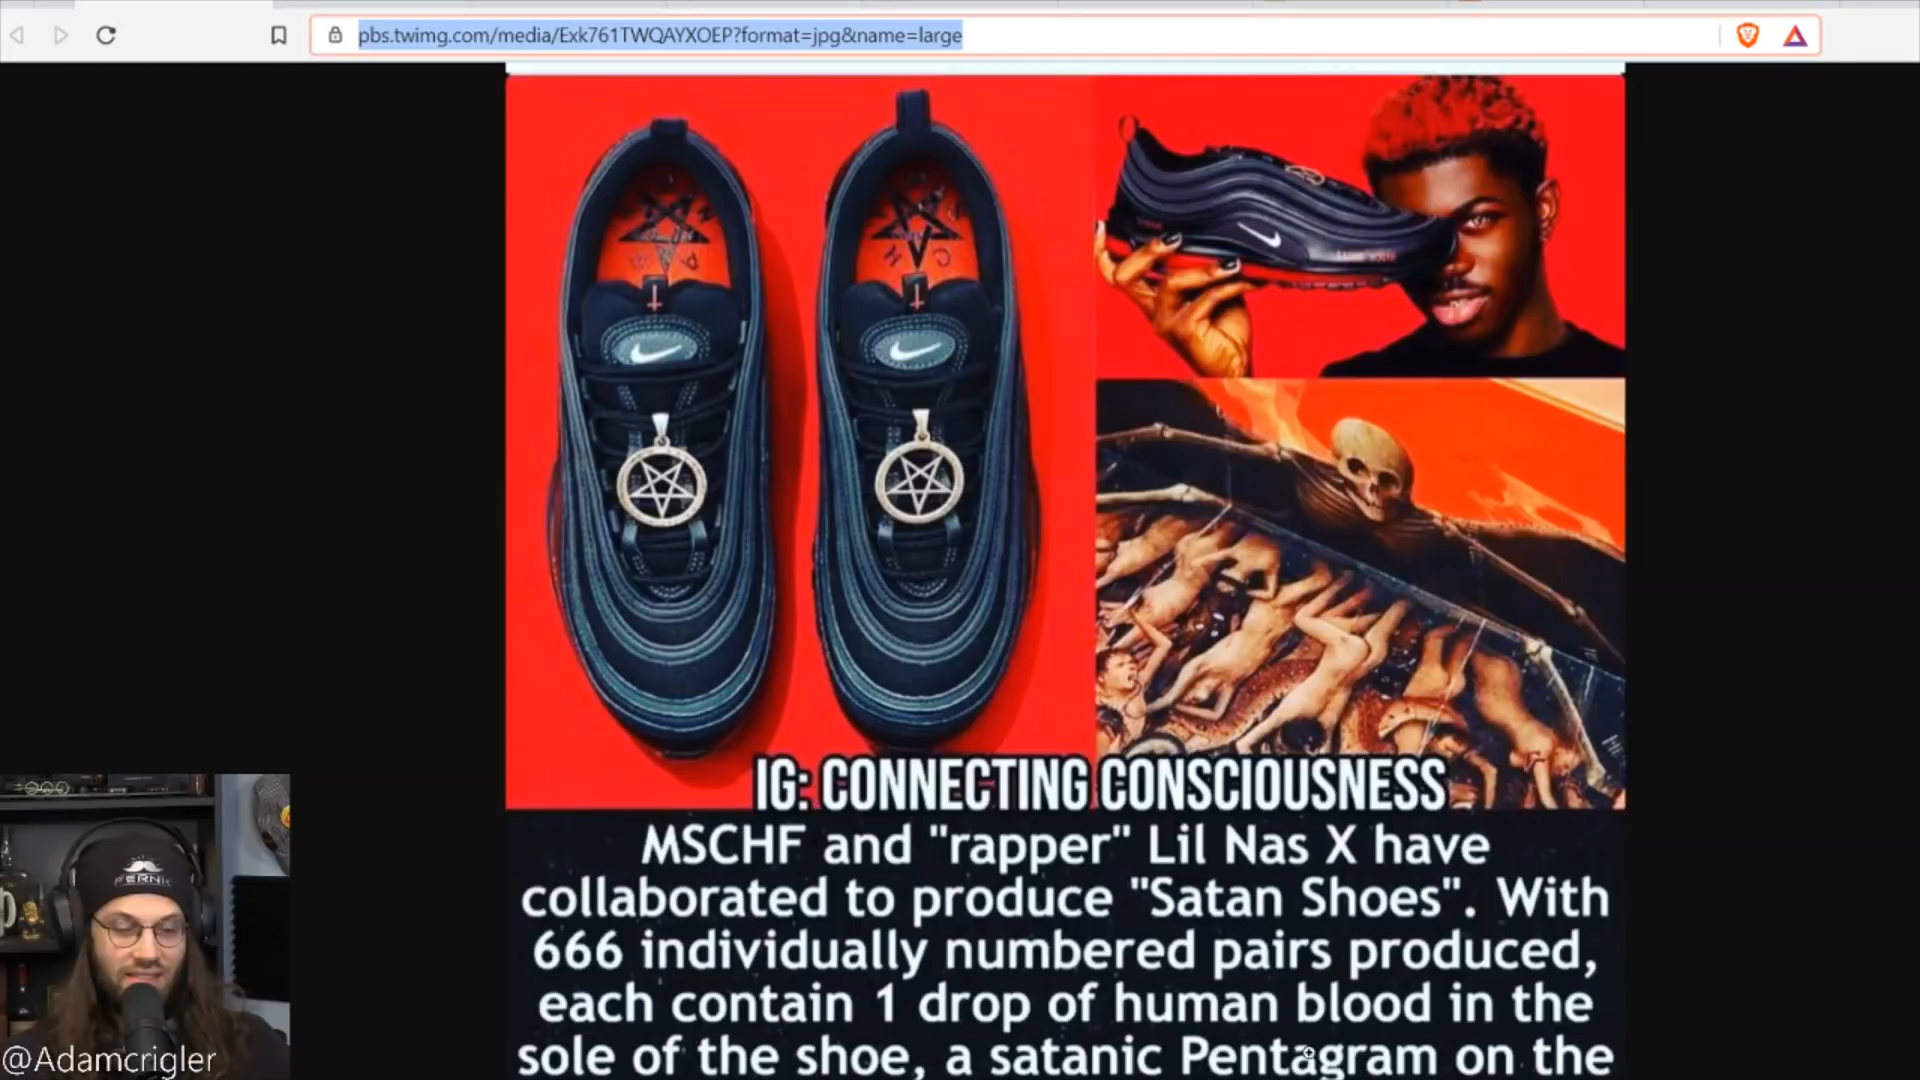 pbs.twimg.com/media/Exk761TWQAYXOEP?format=jpg&name=large
IG: CONNECTING CONSCIOUSNESS
MSCHF and "rapper" Lil Nas X have
collaborated to produce "Satan Shoes". With
666 individually numbered pairs produced,
each contain 1 drop of human blood in the
sole of the shoe, a satanic Pentagram on the
@Adamcrigler